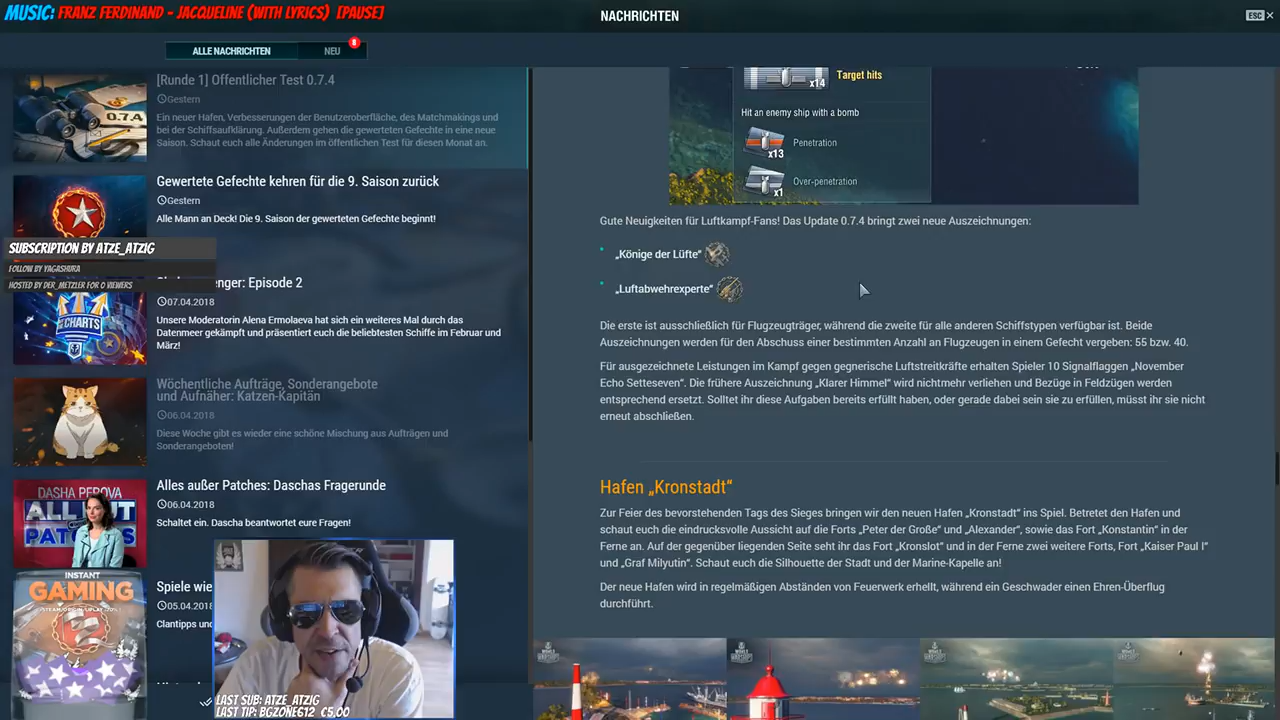 MUSIC: FRANZ FERDINAND - JACQUELINE (WITH LYRICS) [PAUSE]
NACHRICHTEN
ESC
ALLE NACHRICHTEN
NEU
8
[Runde 1] Öffentlicher Test 0.7.4
Gestern
Ein neuer Hafen, Verbesserungen der Benutzeroberfläche, des Matchmakings und
bei der Schiffsaufklärung. Außerdem gehen die gewerteten Gefechte in eine neue
Saison. Schaut euch alle Änderungen im öffentlichen Test für diesen Monat an.
0.7.4
Gewertete Gefechte kehren für die 9. Saison zurück
Gestern
Alle Mann an Deck! Die 9. Saison der gewerteten Gefechte beginnt!
SUBSCRIPTION BY ATZE_ATZIG
FOLLOW BY YAGASHURA
HOSTED BY DER_METZLER FOR 0 VIEWERS
enger: Episode 2
07.04.2018
Unsere Moderatorin Alena Ermolaeva hat sich ein weiteres Mal durch das
Datenmeer gekämpft und präsentiert euch die beliebtesten Schiffe im Februar und
März!
CHARTS
Wöchentliche Aufträge, Sonderangebote
und Aufnäher: Katzen-Kapitän
06.04.2018
Diese Woche gibt es wieder eine schöne Mischung aus Aufträgen und
Sonderangeboten!
DASHA PEROVA
ALL BUT
PATCHES
Alles außer Patches: Daschas Fragerunde
06.04.2018
Schaltet ein. Dascha beantwortet eure Fragen!
INSTANT
GAMING
Spiele wie
05.04.2018
Clantipps und
LAST SUB: ATZE_ATZIG
LAST TIP: BGZONE12 €5,00
x14
Target hits
Hit an enemy ship with a bomb
x13
Penetration
x1
Over-penetration
Gute Neuigkeiten für Luftkampf-Fans! Das Update 0.7.4 bringt zwei neue Auszeichnungen:
„Könige der Lüfte“
„Luftabwehrexperte“
Die erste ist ausschließlich für Flugzeugträger, während die zweite für alle anderen Schiffstypen verfügbar ist. Beide
Auszeichnungen werden für den Abschuss einer bestimmten Anzahl an Flugzeugen in einem Gefecht vergeben: 55 bzw. 40.
Für ausgezeichnete Leistungen im Kampf gegen gegnerische Luftstreitkräfte erhalten Spieler 10 Signalflaggen „November
Echo Setteseven“. Die frühere Auszeichnung „Klarer Himmel“ wird nichtmehr verliehen und Bezüge in Feldzügen werden
entsprechend ersetzt. Solltet ihr diese Aufgaben bereits erfüllt haben, oder gerade dabei sein sie zu erfüllen, müsst ihr sie nicht
erneut abschließen.
Hafen „Kronstadt“
Zur Feier des bevorstehenden Tags des Sieges bringen wir den neuen Hafen „Kronstadt“ ins Spiel. Betretet den Hafen und
schaut euch die eindrucksvolle Aussicht auf die Forts „Peter der Große“ und „Alexander“, sowie das Fort „Konstantin“ in der
Ferne an. Auf der gegenüber liegenden Seite seht ihr das Fort „Kronslot“ und in der Ferne zwei weitere Forts, Fort „Kaiser Paul I“
und „Graf Milyutin“. Schaut euch die Silhouette der Stadt und der Marine-Kapelle an!
Der neue Hafen wird in regelmäßigen Abständen von Feuerwerk erhellt, während ein Geschwader einen Ehren-Überflug
durchführt.